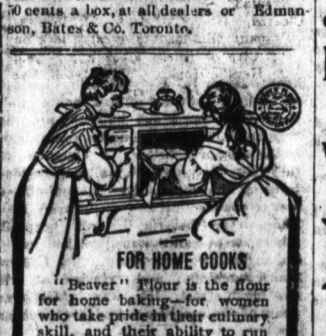 50 cents a box, at all dealers or Edman-
son, Bates & Co. Toronto.
FOR HOME COOKS
"Beaver" Flour is the flour
for home baking—for women
who take pride in their culinary
skill, and their ability to run